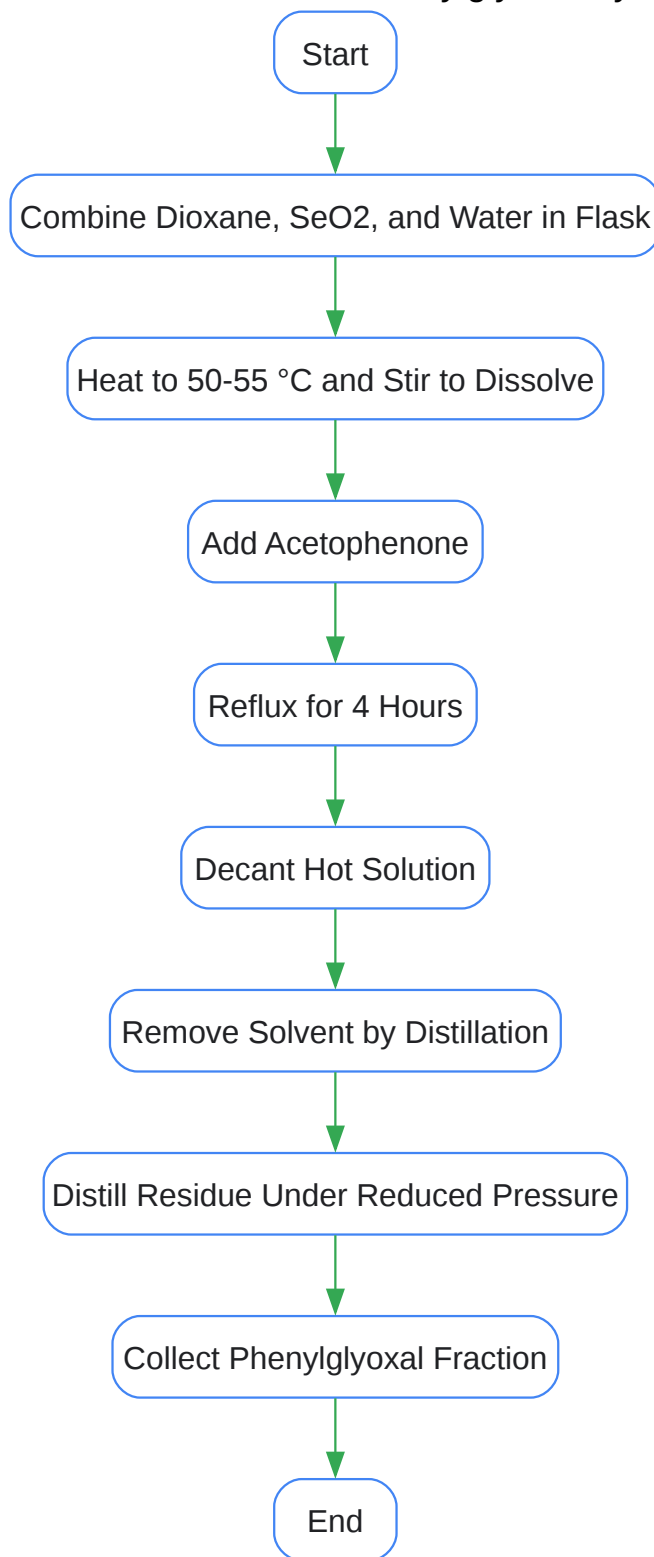 Start
Combine Dioxane, SeO2, and Water in Flask
Heat to 50-55 °C and Stir to Dissolve
Add Acetophenone
Reflux for 4 Hours
Decant Hot Solution
Remove Solvent by Distillation
Distill Residue Under Reduced Pressure
Collect Phenylglyoxal Fraction
End